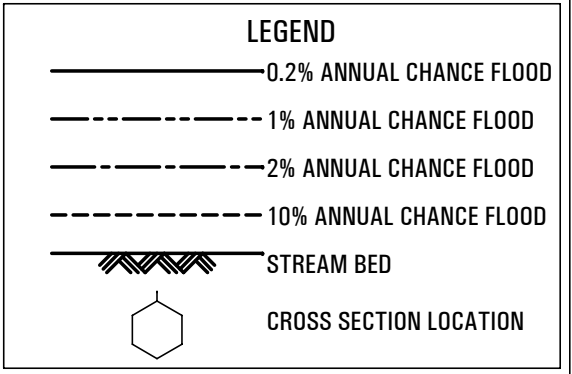 LEGEND
0.2% ANNUAL CHANCE FLOOD
1% ANNUAL CHANCE FLOOD
2% ANNUAL CHANCE FLOOD
10% ANNUAL CHANCE FLOOD
STREAM BED
CROSS SECTION LOCATION